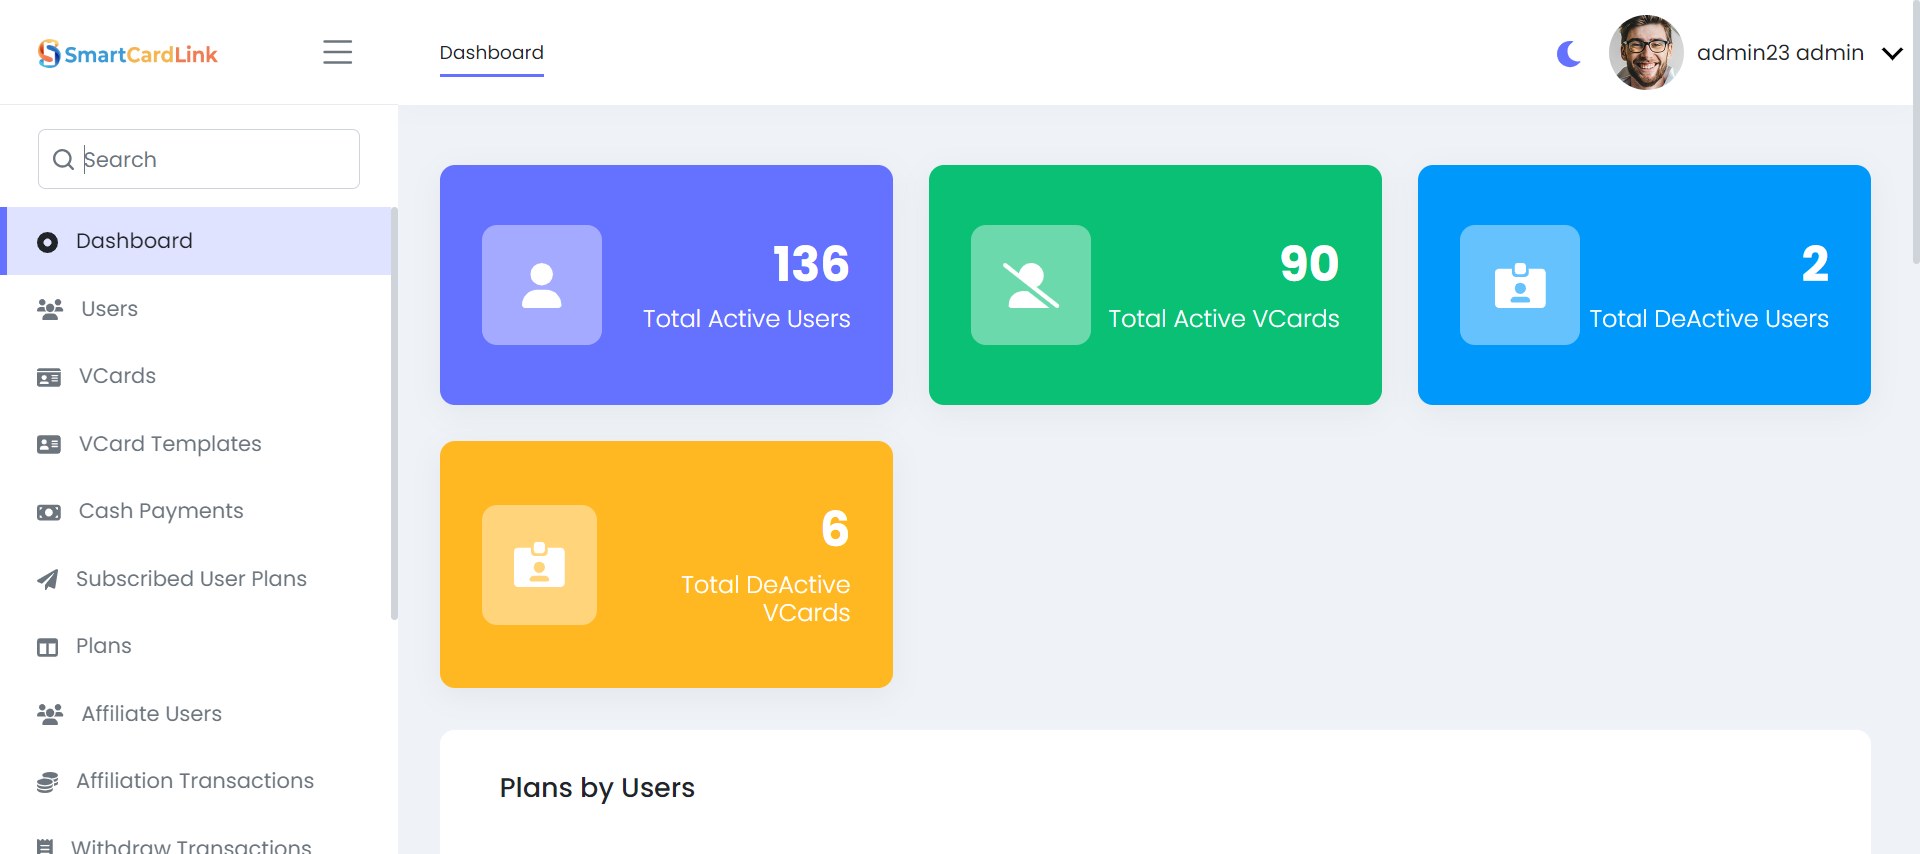 SmartCardLink
Dashboard
admin23 admin
Search
Dashboard
Users
VCards
VCard Templates
Cash Payments
Subscribed User Plans
Plans
Affiliate Users
Affiliation Transactions
Withdraw Transactions
136
Total Active Users
90
Total Active VCards
2
Total DeActive Users
6
Total DeActive
VCards
Plans by Users